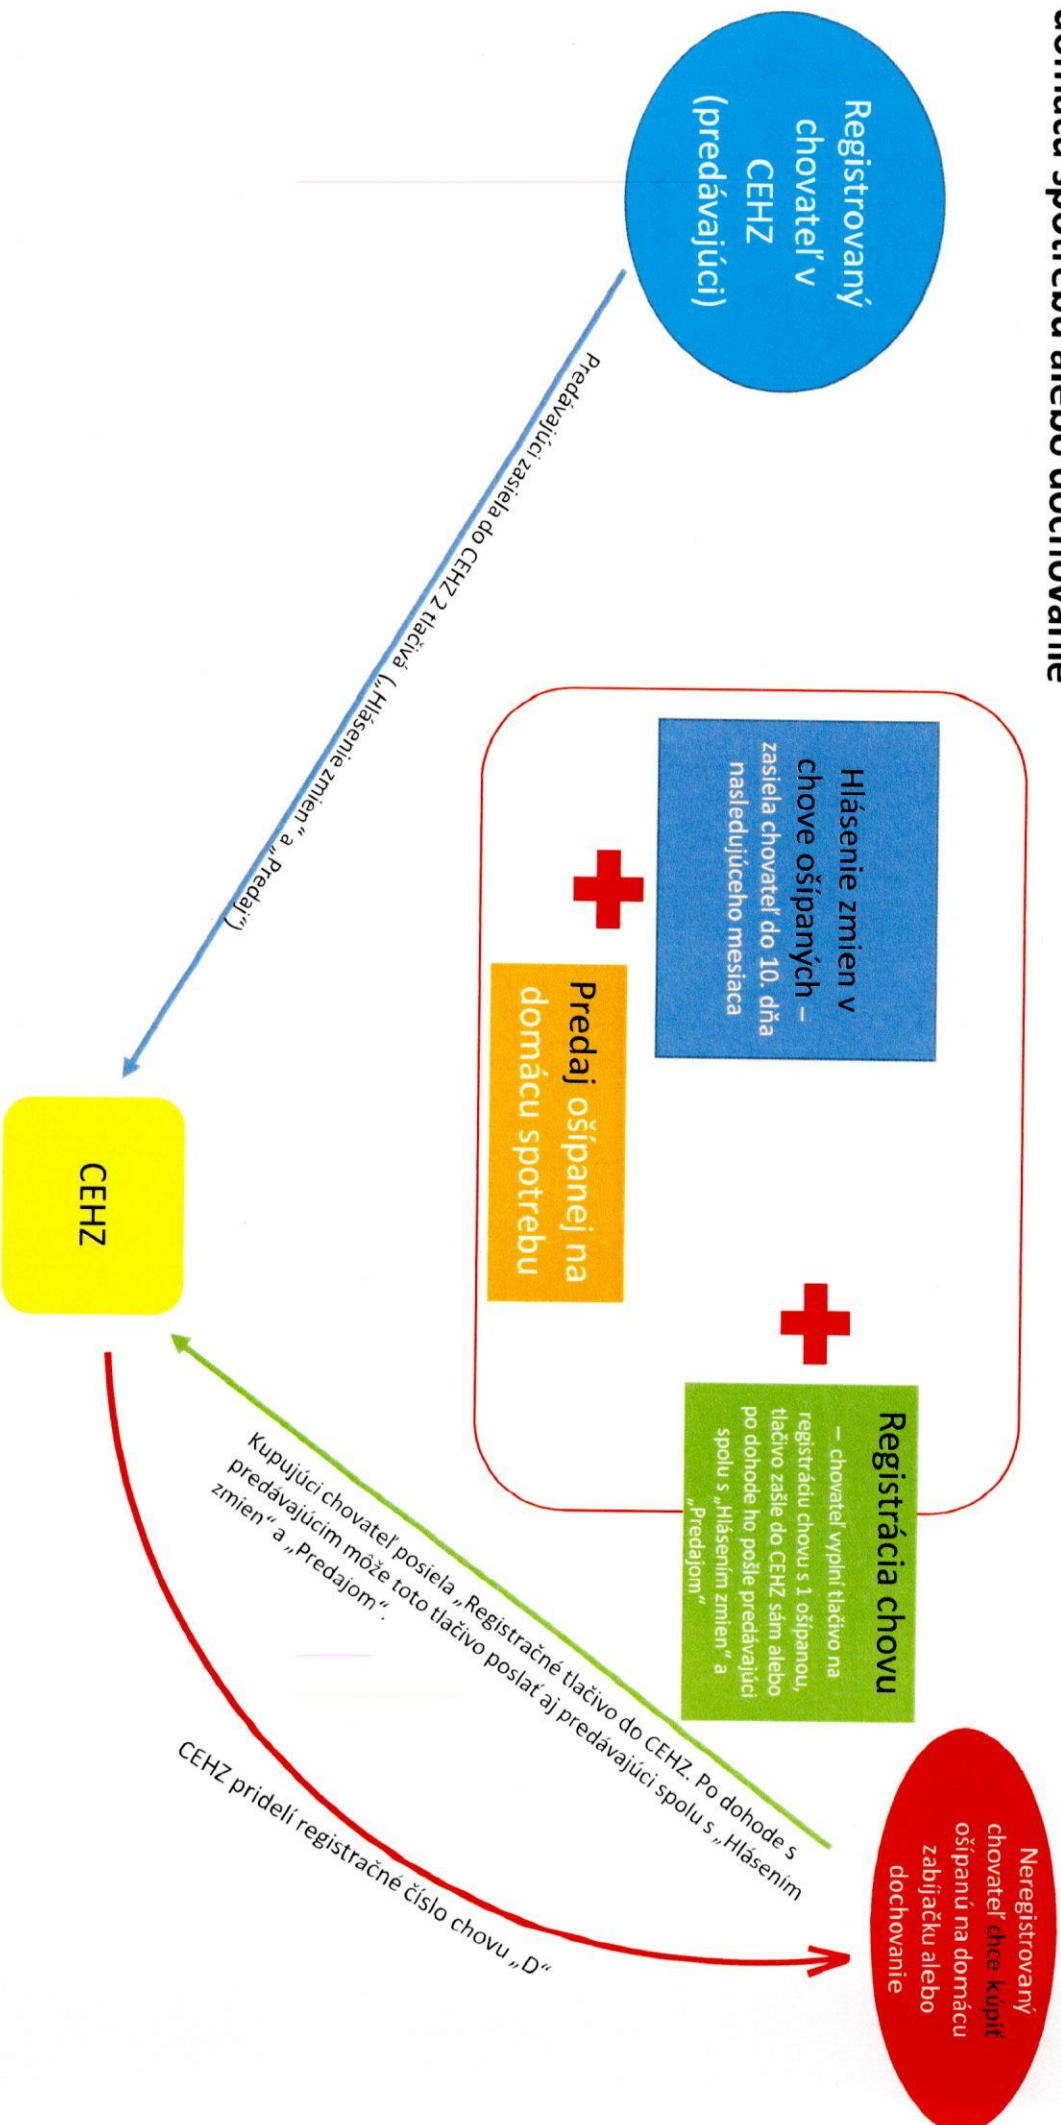 domácu spotrebu alebo dochovanie
Registrovaný
chovateľ v
CEHZ
(predávajúci)
Hlásenie zmien v
chove ošípaných –
zasiela chovateľ do 10. dňa
nasledujúceho mesiaca
Predaj ošípanej na
domácu spotrebu
Registrácia chovu
– chovateľ vyplní tlačivo na
registráciu chovu s 1 ošípanou,
tlačivo zašle do CEHZ sám alebo
po dohode ho pošle predávajúci
spolu s „Hlásením zmien“ a
„Predajom“
Neregistrovaný
chovateľ chce kúpiť
ošípanú na domácu
zabíjačku alebo
dochovanie
Predávajúci zasiela do CEHZ 2 tlačivá („Hlásenie zmien“ a „Predaj“)
Kupujúci chovateľ posiela „Registračné tlačivo do CEHZ. Po dohode s
predávajúcim môže toto tlačivo poslať aj predávajúci spolu s „Hlásením
zmien“ a „Predajom“.
CEHZ
CEHZ pridelí registračné číslo chovu „D“